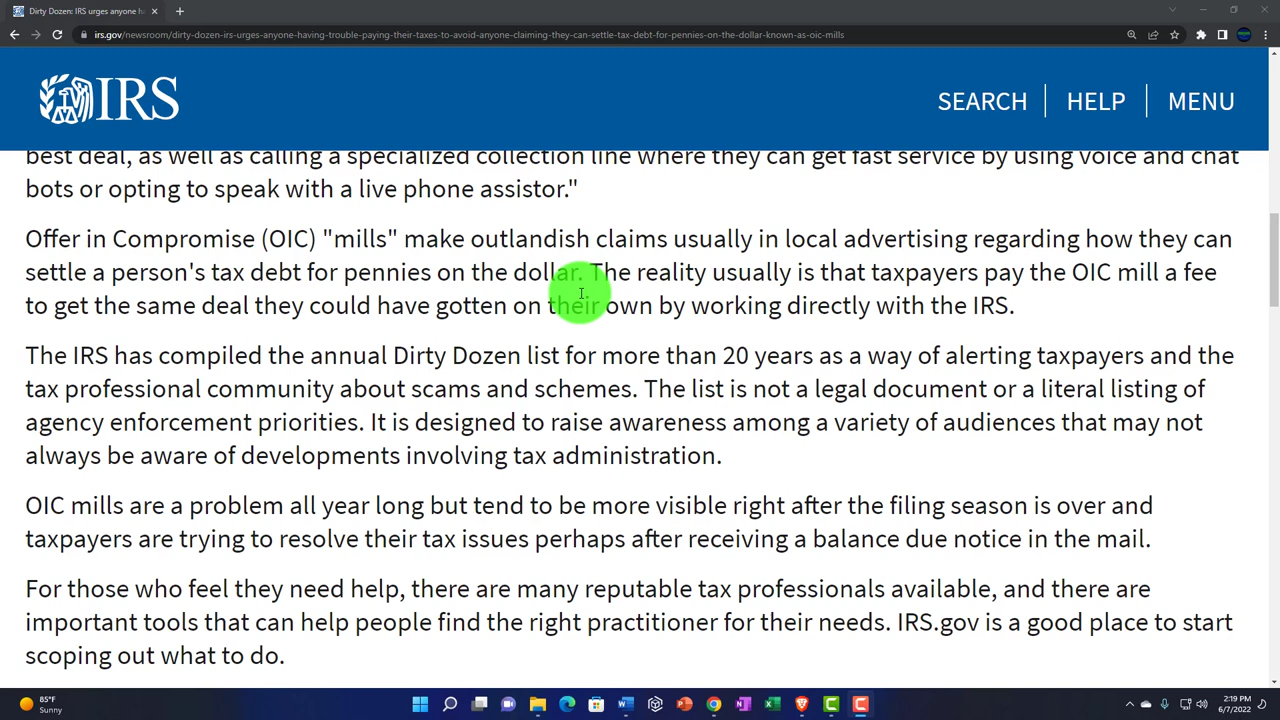 Dirty Dozen: IRS urges anyone ha
irs.gov/newsroom/dirty-dozen-irs-urges-anyone-having-trouble-paying-their-taxes-to-avoid-anyone-claiming-they-can-settle-tax-debt-for-pennies-on-the-dollar-known-as-oic-mills
IRS
SEARCH HELP MENU
best deal, as well as calling a specialized collection line where they can get fast service by using voice and chat
bots or opting to speak with a live phone assistor."
Offer in Compromise (OIC) "mills" make outlandish claims usually in local advertising regarding how they can
settle a person's tax debt for pennies on the dollar. The reality usually is that taxpayers pay the OIC mill a fee
to get the same deal they could have gotten on their own by working directly with the IRS.
The IRS has compiled the annual Dirty Dozen list for more than 20 years as a way of alerting taxpayers and the
tax professional community about scams and schemes. The list is not a legal document or a literal listing of
agency enforcement priorities. It is designed to raise awareness among a variety of audiences that may not
always be aware of developments involving tax administration.
OIC mills are a problem all year long but tend to be more visible right after the filing season is over and
taxpayers are trying to resolve their tax issues perhaps after receiving a balance due notice in the mail.
For those who feel they need help, there are many reputable tax professionals available, and there are
important tools that can help people find the right practitioner for their needs. IRS.gov is a good place to start
scoping out what to do.
85°F
Sunny
2:19 PM
6/7/2022